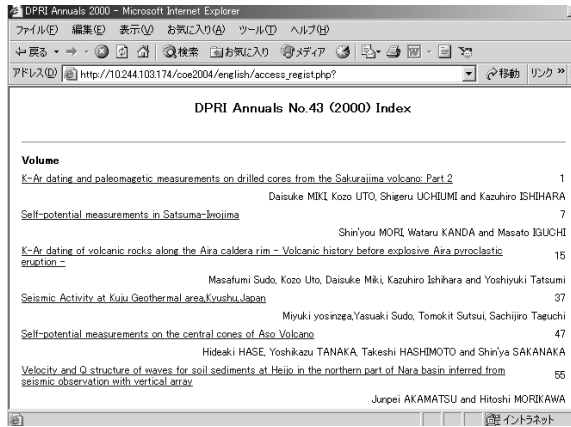 DPRI Annuals 2000 - Microsoft Internet Explorer
ファイル(F) 編集(E) 表示(V) お気に入り(A) ツール(T) ヘルプ(H)
戻る 検索 お気に入り メディア
アドレス(D) http://10.244.103.174/coe2004/english/access_regist.php? 移動 リンク »
DPRI Annuals No.43 (2000) Index
Volume
K-Ar dating and paleomagetic measurements on drilled cores from the Sakurajima volcano: Part 2 1
Daisuke MIKI, Kozo UTO, Shigeru UCHIUMI and Kazuhiro ISHIHARA
Self-potential measurements in Satsuma-Iwojima 7
Shin'you MORI, Wataru KANDA and Masato IGUCHI
K-Ar dating of volcanic rocks along the Aira caldera rim - Volcanic history before explosive Aira pyroclastic 15
eruption -
Masafumi Sudo, Kozo Uto, Daisuke Miki, Kazuhiro Ishihara and Yoshiyuki Tatsumi
Seismic Activity at Kuju Geothermal area,Kyushu,Japan 37
Miyuki yosinzga,Yasuaki Sudo, Tomokit Sutsui, Sachijiro Taguchi
Self-potential measurements on the central cones of Aso Volcano 47
Hideaki HASE, Yoshikazu TANAKA, Takeshi HASHIMOTO and Shin'ya SAKANAKA
Velocity and Q structure of waves for soil sediments at Heijo in the northern part of Nara basin inferred from 55
seismic observation with vertical array
Junpei AKAMATSU and Hitoshi MORIKAWA
イントラネット